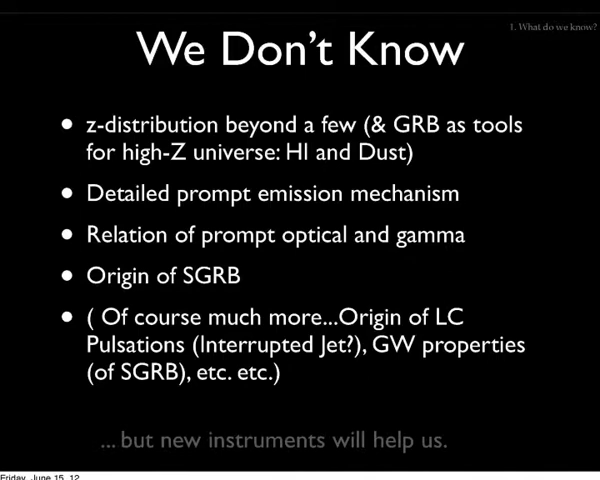 1. What do we know?
We Don't Know
• z-distribution beyond a few (& GRB as tools
for high-Z universe: HI and Dust)
• Detailed prompt emission mechanism
• Relation of prompt optical and gamma
• Origin of SGRB
• ( Of course much more...Origin of LC
Pulsations (Interrupted Jet?), GW properties
(of SGRB), etc. etc.)
... but new instruments will help us.
Friday, June 15, 12